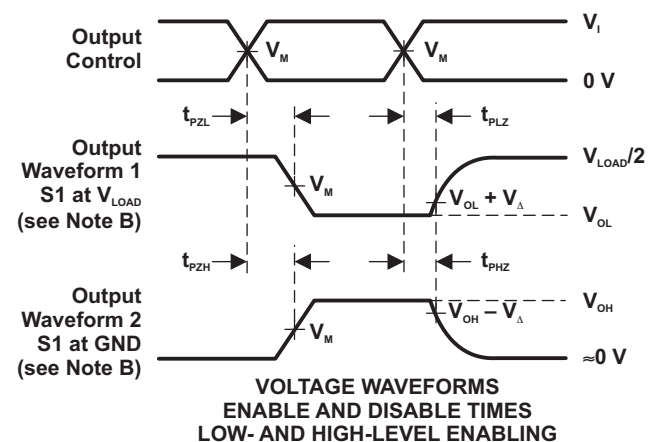 Output
Control
V_M
V_M
V_I
0 V
t_PZL
t_PLZ
Output
Waveform 1
S1 at V_LOAD
(see Note B)
V_M
V_OL + V_Δ
V_LOAD/2
V_OL
t_PZH
t_PHZ
Output
Waveform 2
S1 at GND
(see Note B)
V_M
V_OH – V_Δ
V_OH
≈0 V
VOLTAGE WAVEFORMS
ENABLE AND DISABLE TIMES
LOW- AND HIGH-LEVEL ENABLING